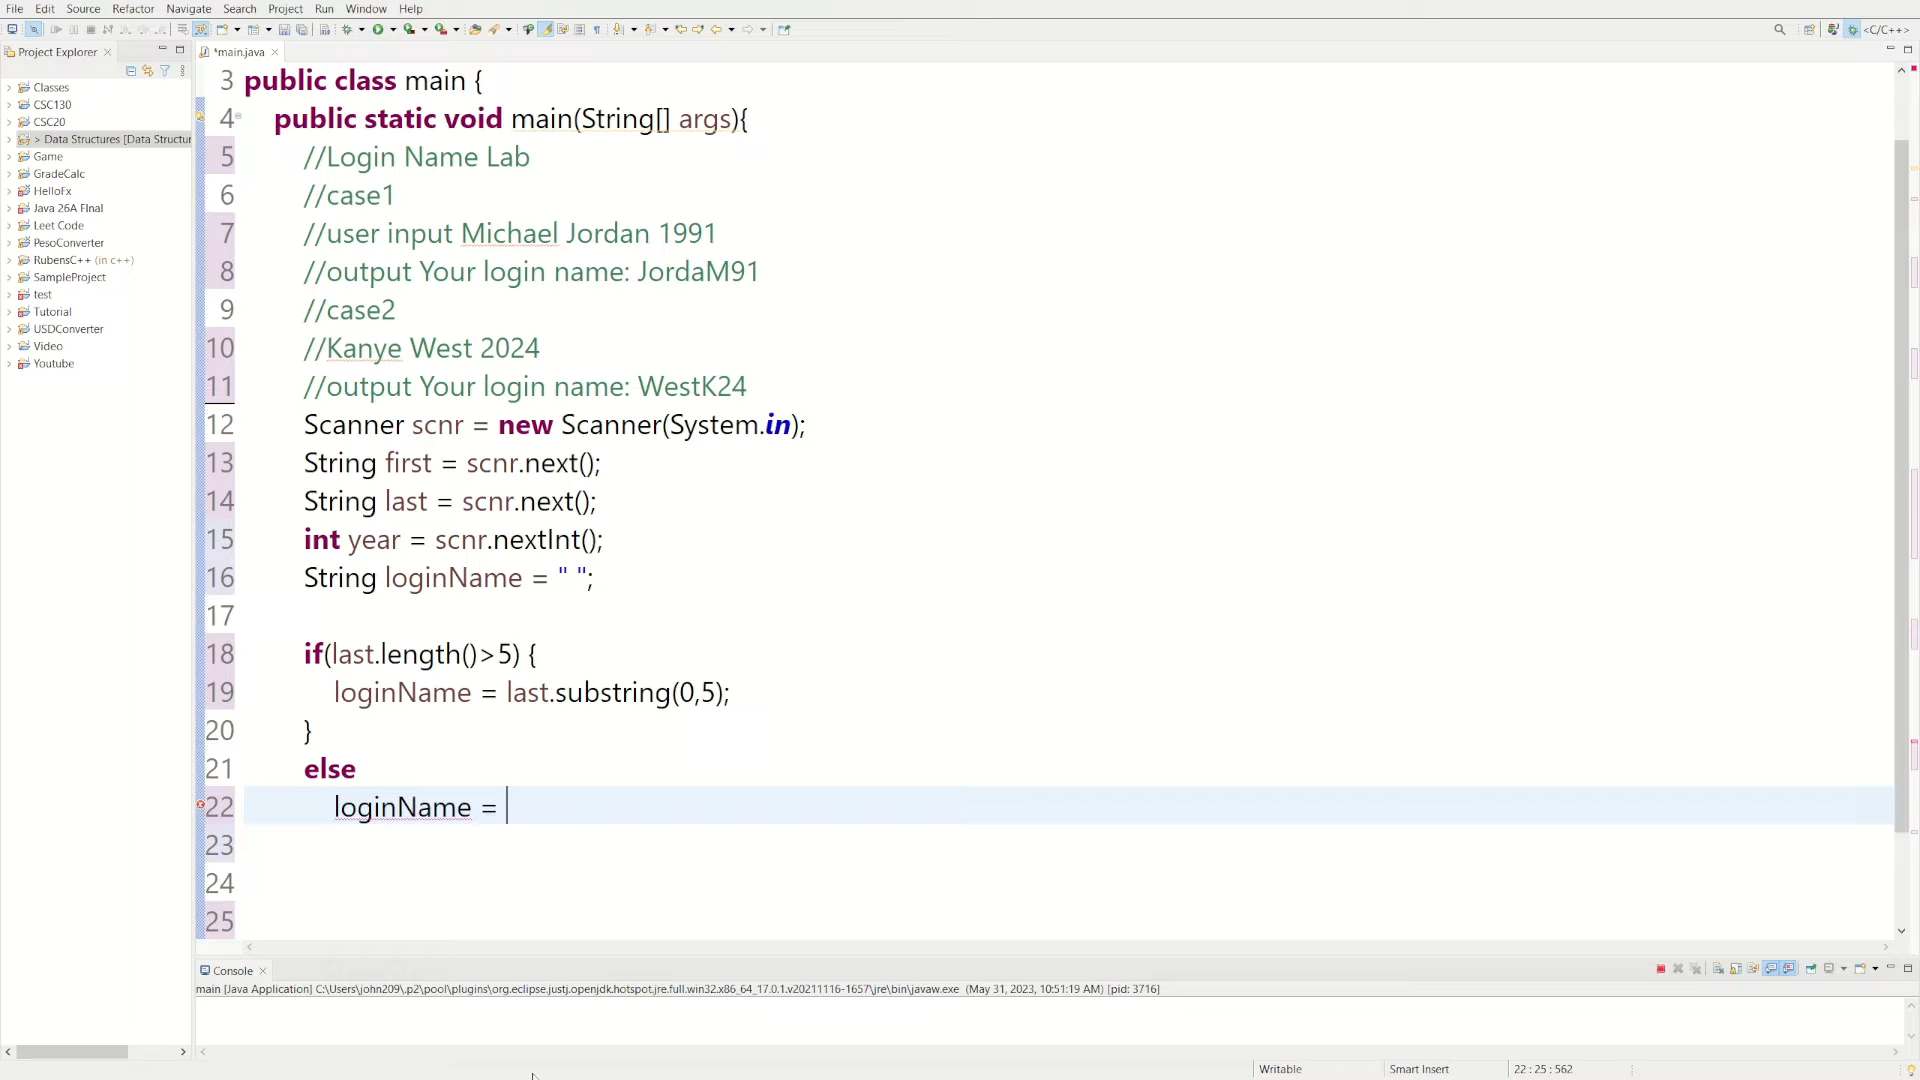 File Edit Source Refactor Navigate Search Project Run Window Help
<C/C++>
Project Explorer
*main.java
Classes
CSC130
CSC20
> Data Structures [Data Structur
Game
GradeCalc
HelloFx
Java 26A FInal
Leet Code
PesoConverter
RubensC++ (in c++)
SampleProject
test
Tutorial
USDConverter
Video
Youtube
3 public class main {
4 public static void main(String[] args){
5 //Login Name Lab
6 //case1
7 //user input Michael Jordan 1991
8 //output Your login name: JordaM91
9 //case2
10 //Kanye West 2024
11 //output Your login name: WestK24
12 Scanner scnr = new Scanner(System.in);
13 String first = scnr.next();
14 String last = scnr.next();
15 int year = scnr.nextInt();
16 String loginName = " ";
17
18 if(last.length()>5) {
19 loginName = last.substring(0,5);
20 }
21 else
22 loginName =
23
24
25
Console
main [Java Application] C:\Users\john209\.p2\pool\plugins\org.eclipse.justj.openjdk.hotspot.jre.full.win32.x86_64_17.0.1.v20211116-1657\jre\bin\javaw.exe (May 31, 2023, 10:51:19 AM) [pid: 3716]
Writable Smart Insert 22 : 25 : 562